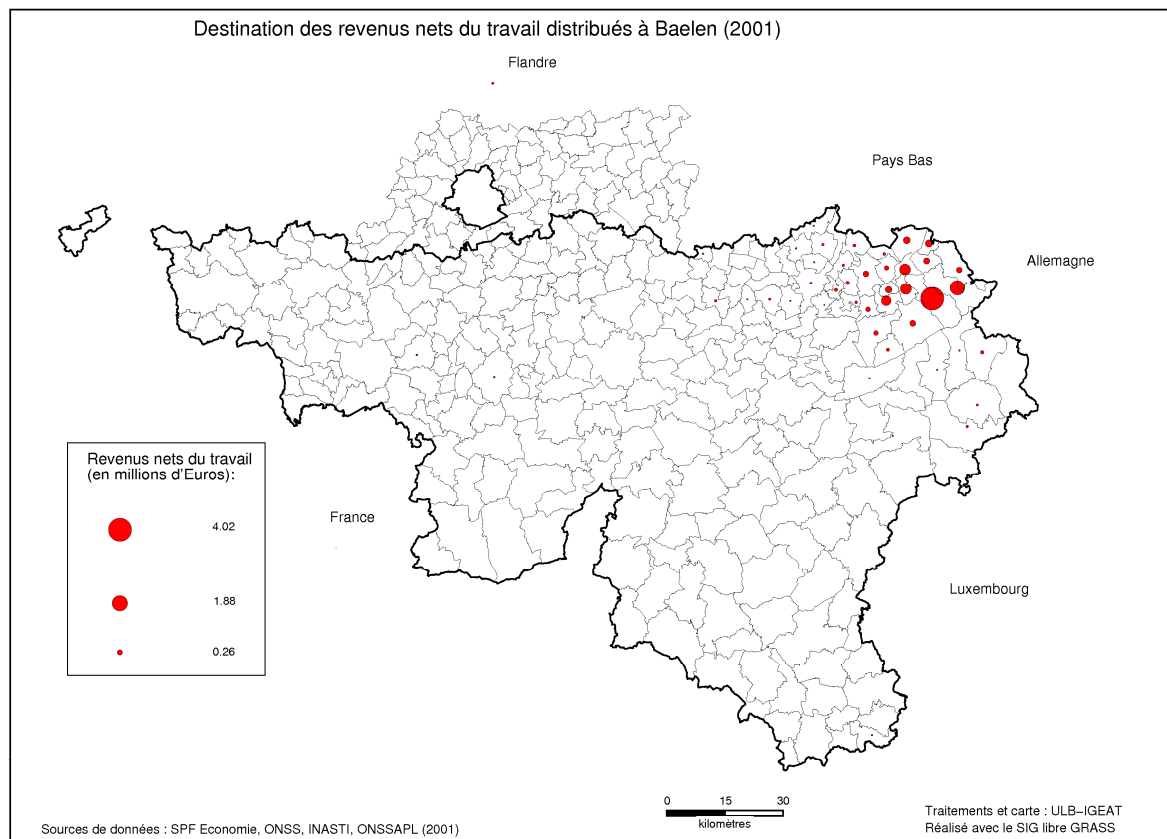 Destination des revenus nets du travail distribués à Baelen (2001)
Flandre
Pays Bas
Allemagne
Revenus nets du travail
(en millions d'Euros):
4.02
1.88
0.26
France
Luxembourg
0 15 30
kilomètres
Sources de données : SPF Economie, ONSS, INASTI, ONSSAPL (2001)
Traitements et carte : ULB−IGEAT
Réalisé avec le SIG libre GRASS